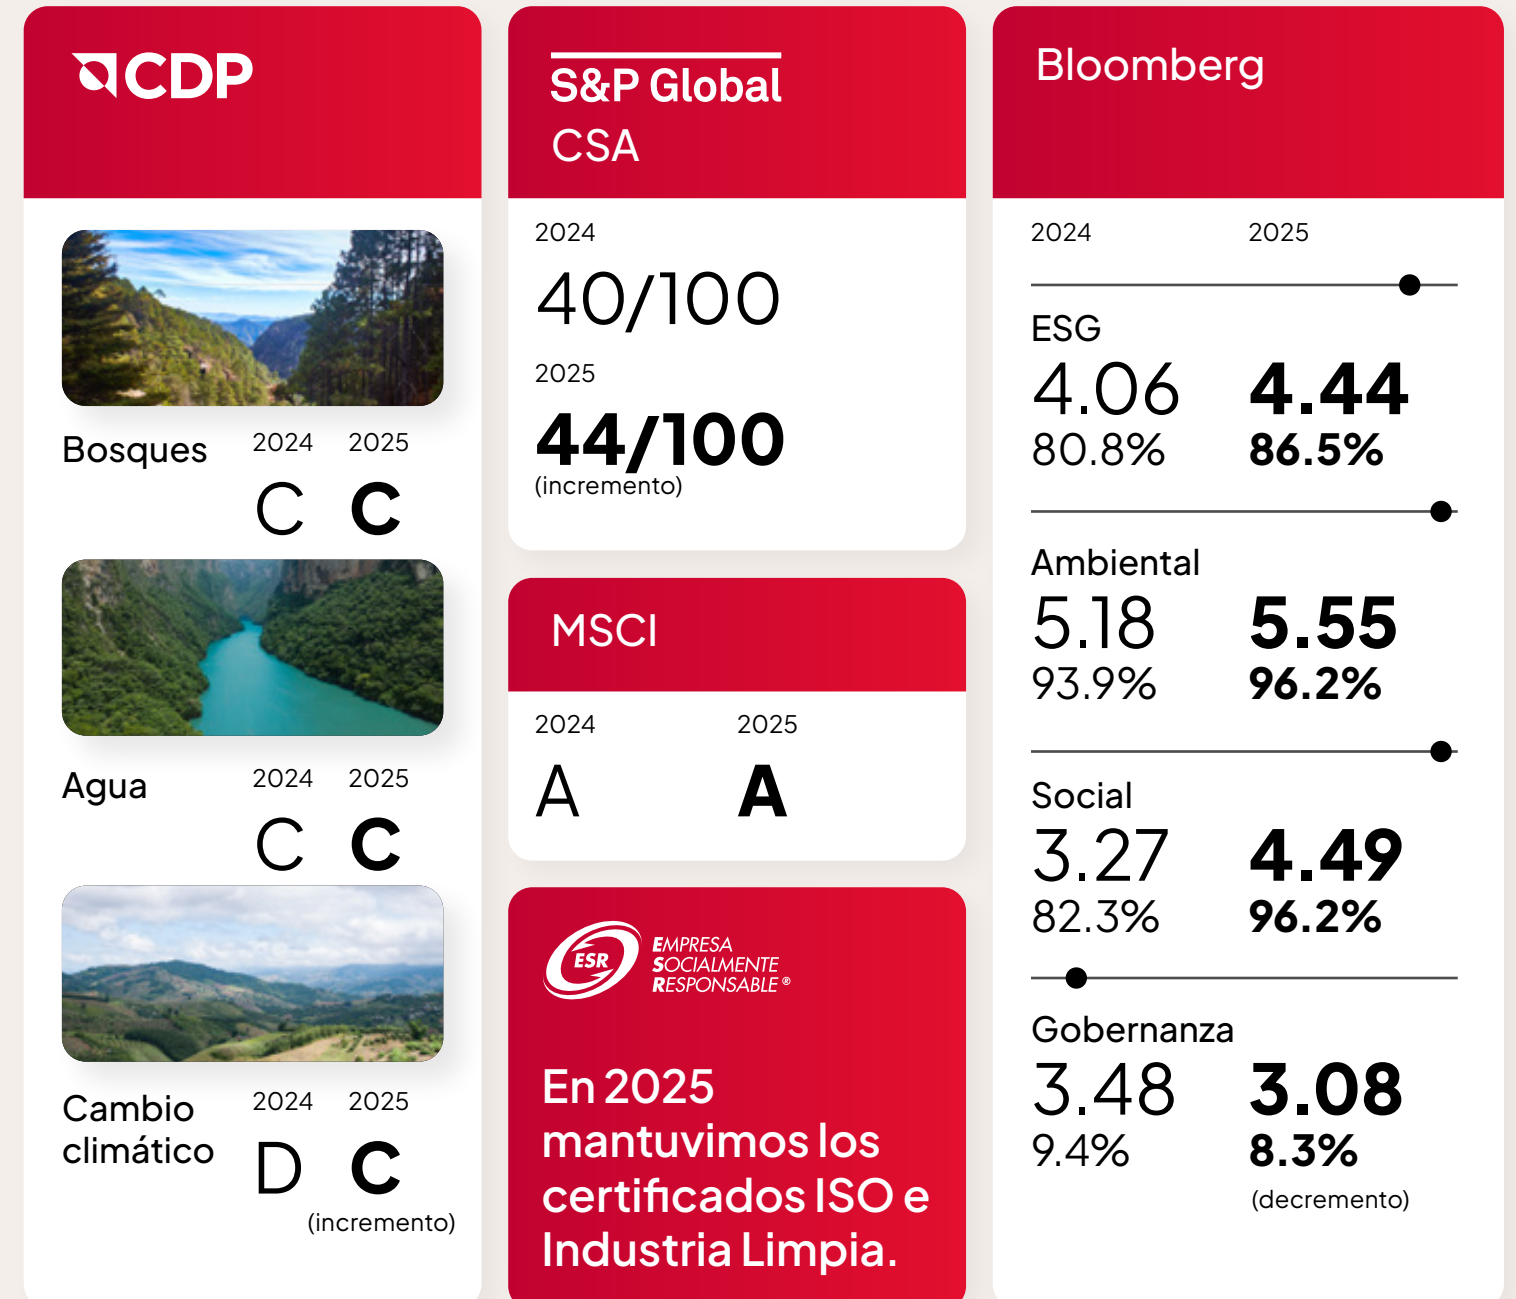 CDP
Bosques
2024 2025
C C
Agua
2024 2025
C C
Cambio
climático
2024 2025
D C
(incremento)
S&P Global
CSA
2024
40/100
2025
44/100
(incremento)
MSCI
2024 2025
A A
ESR
EMPRESA
SOCIALMENTE
RESPONSABLE®
En 2025
mantuvimos los
certificados ISO e
Industria Limpia.
Bloomberg
2024 2025
ESG
4.06 4.44
80.8% 86.5%
Ambiental
5.18 5.55
93.9% 96.2%
Social
3.27 4.49
82.3% 96.2%
Gobernanza
3.48 3.08
9.4% 8.3%
(decremento)